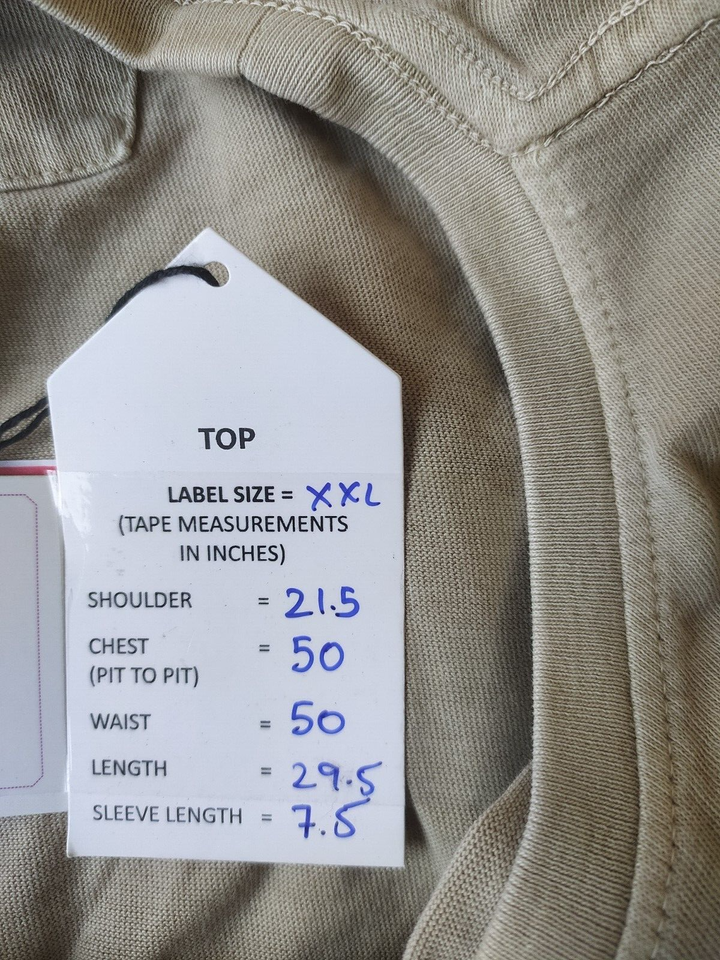 TOP
LABEL SIZE = XXL
(TAPE MEASUREMENTS
IN INCHES)
SHOULDER = 21.5
CHEST = 50
(PIT TO PIT)
WAIST = 50
LENGTH = 29.5
SLEEVE LENGTH = 7.5